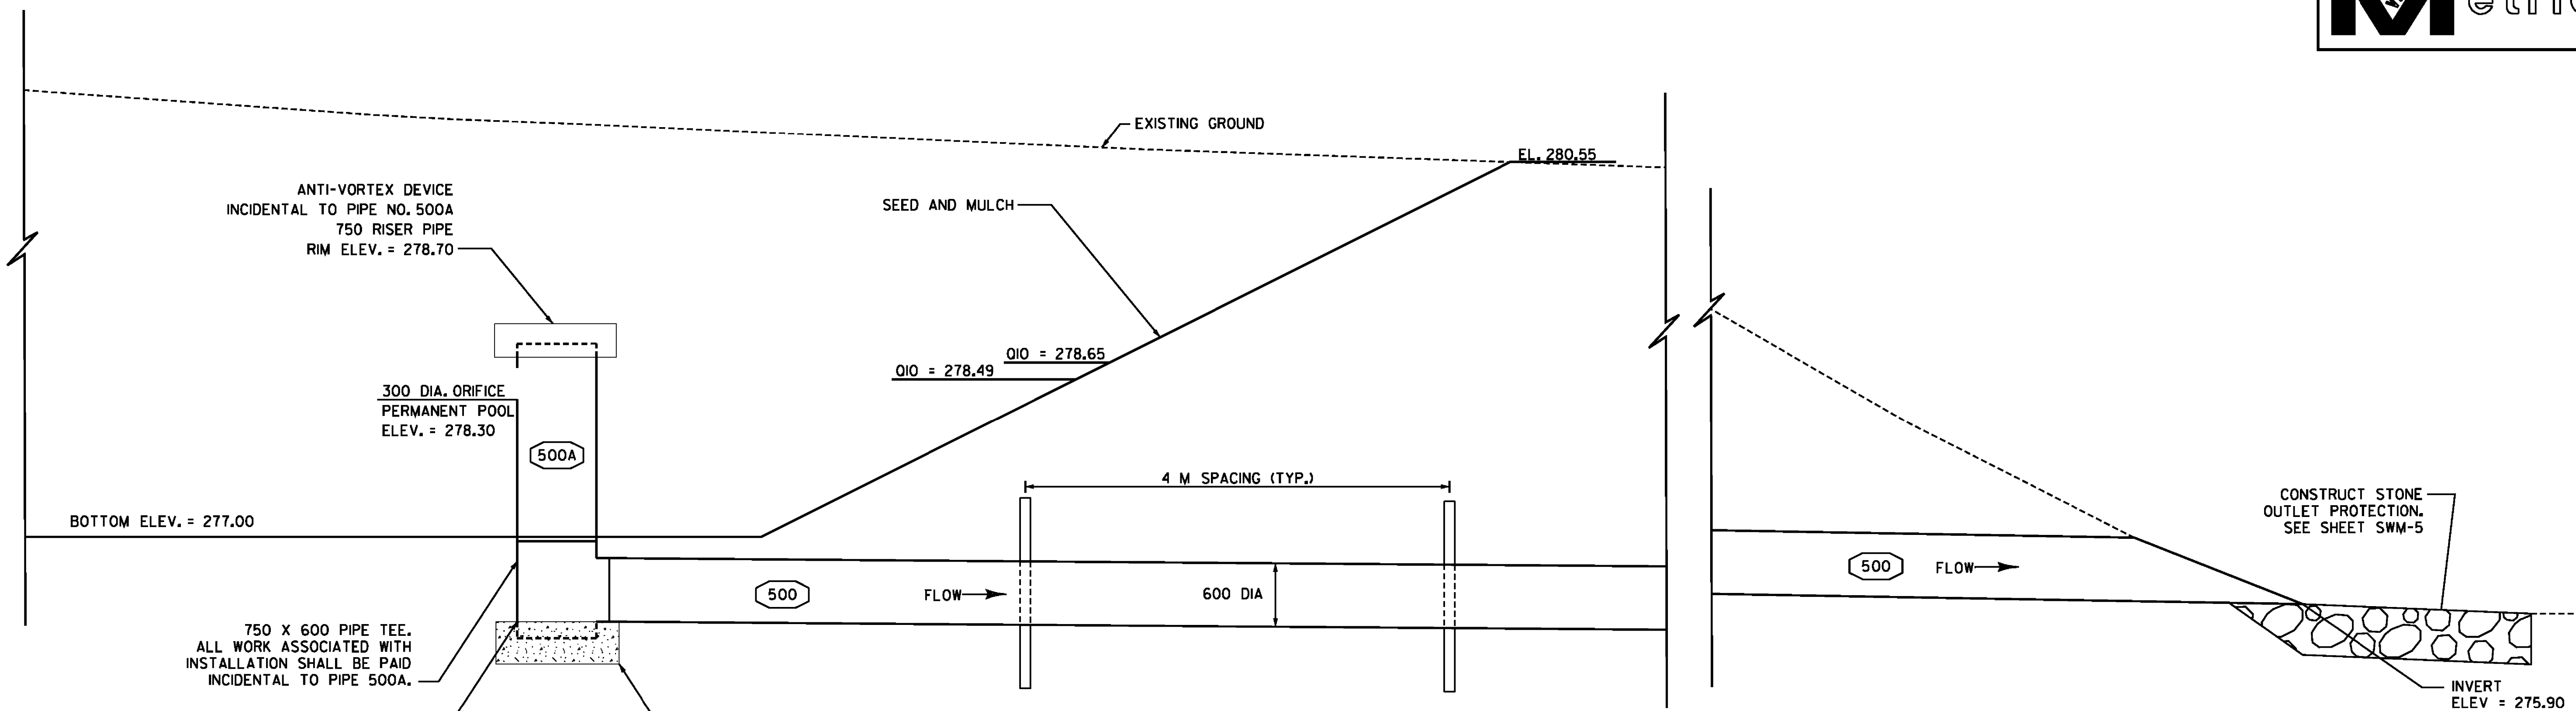 EXISTING GROUND
EL. 280.55
ANTI-VORTEX DEVICE
INCIDENTAL TO PIPE NO. 500A
750 RISER PIPE
RIM ELEV. = 278.70
SEED AND MULCH
QIO = 278.65
QIO = 278.49
300 DIA. ORIFICE
PERMANENT POOL
ELEV. = 278.30
500A
4 M SPACING (TYP.)
BOTTOM ELEV. = 277.00
CONSTRUCT STONE
OUTLET PROTECTION.
SEE SHEET SWM-5
500
FLOW
600 DIA
500
FLOW
750 X 600 PIPE TEE.
ALL WORK ASSOCIATED WITH
INSTALLATION SHALL BE PAID
INCIDENTAL TO PIPE 500A.
INVERT
ELEV = 275.90